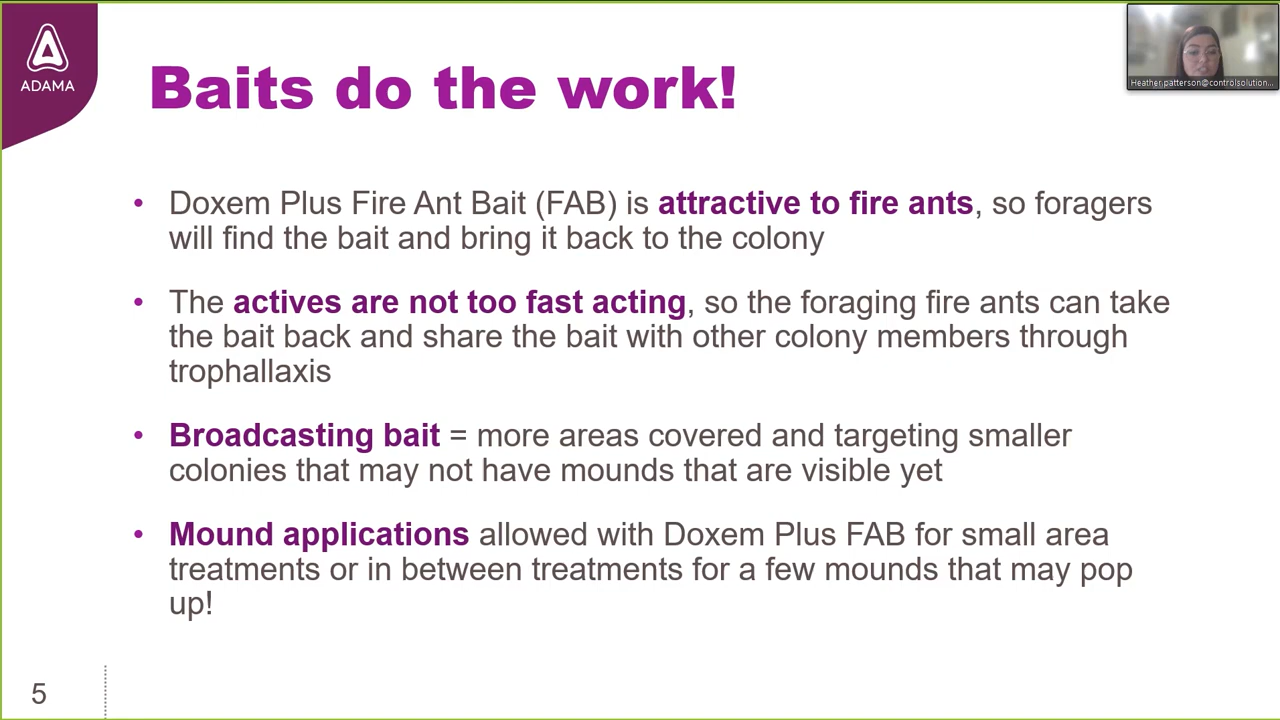 ADAMA
Baits do the work!
Heather.patterson@controlsolution...
• Doxem Plus Fire Ant Bait (FAB) is attractive to fire ants, so foragers
will find the bait and bring it back to the colony
• The actives are not too fast acting, so the foraging fire ants can take
the bait back and share the bait with other colony members through
trophallaxis
• Broadcasting bait = more areas covered and targeting smaller
colonies that may not have mounds that are visible yet
• Mound applications allowed with Doxem Plus FAB for small area
treatments or in between treatments for a few mounds that may pop
up!
5